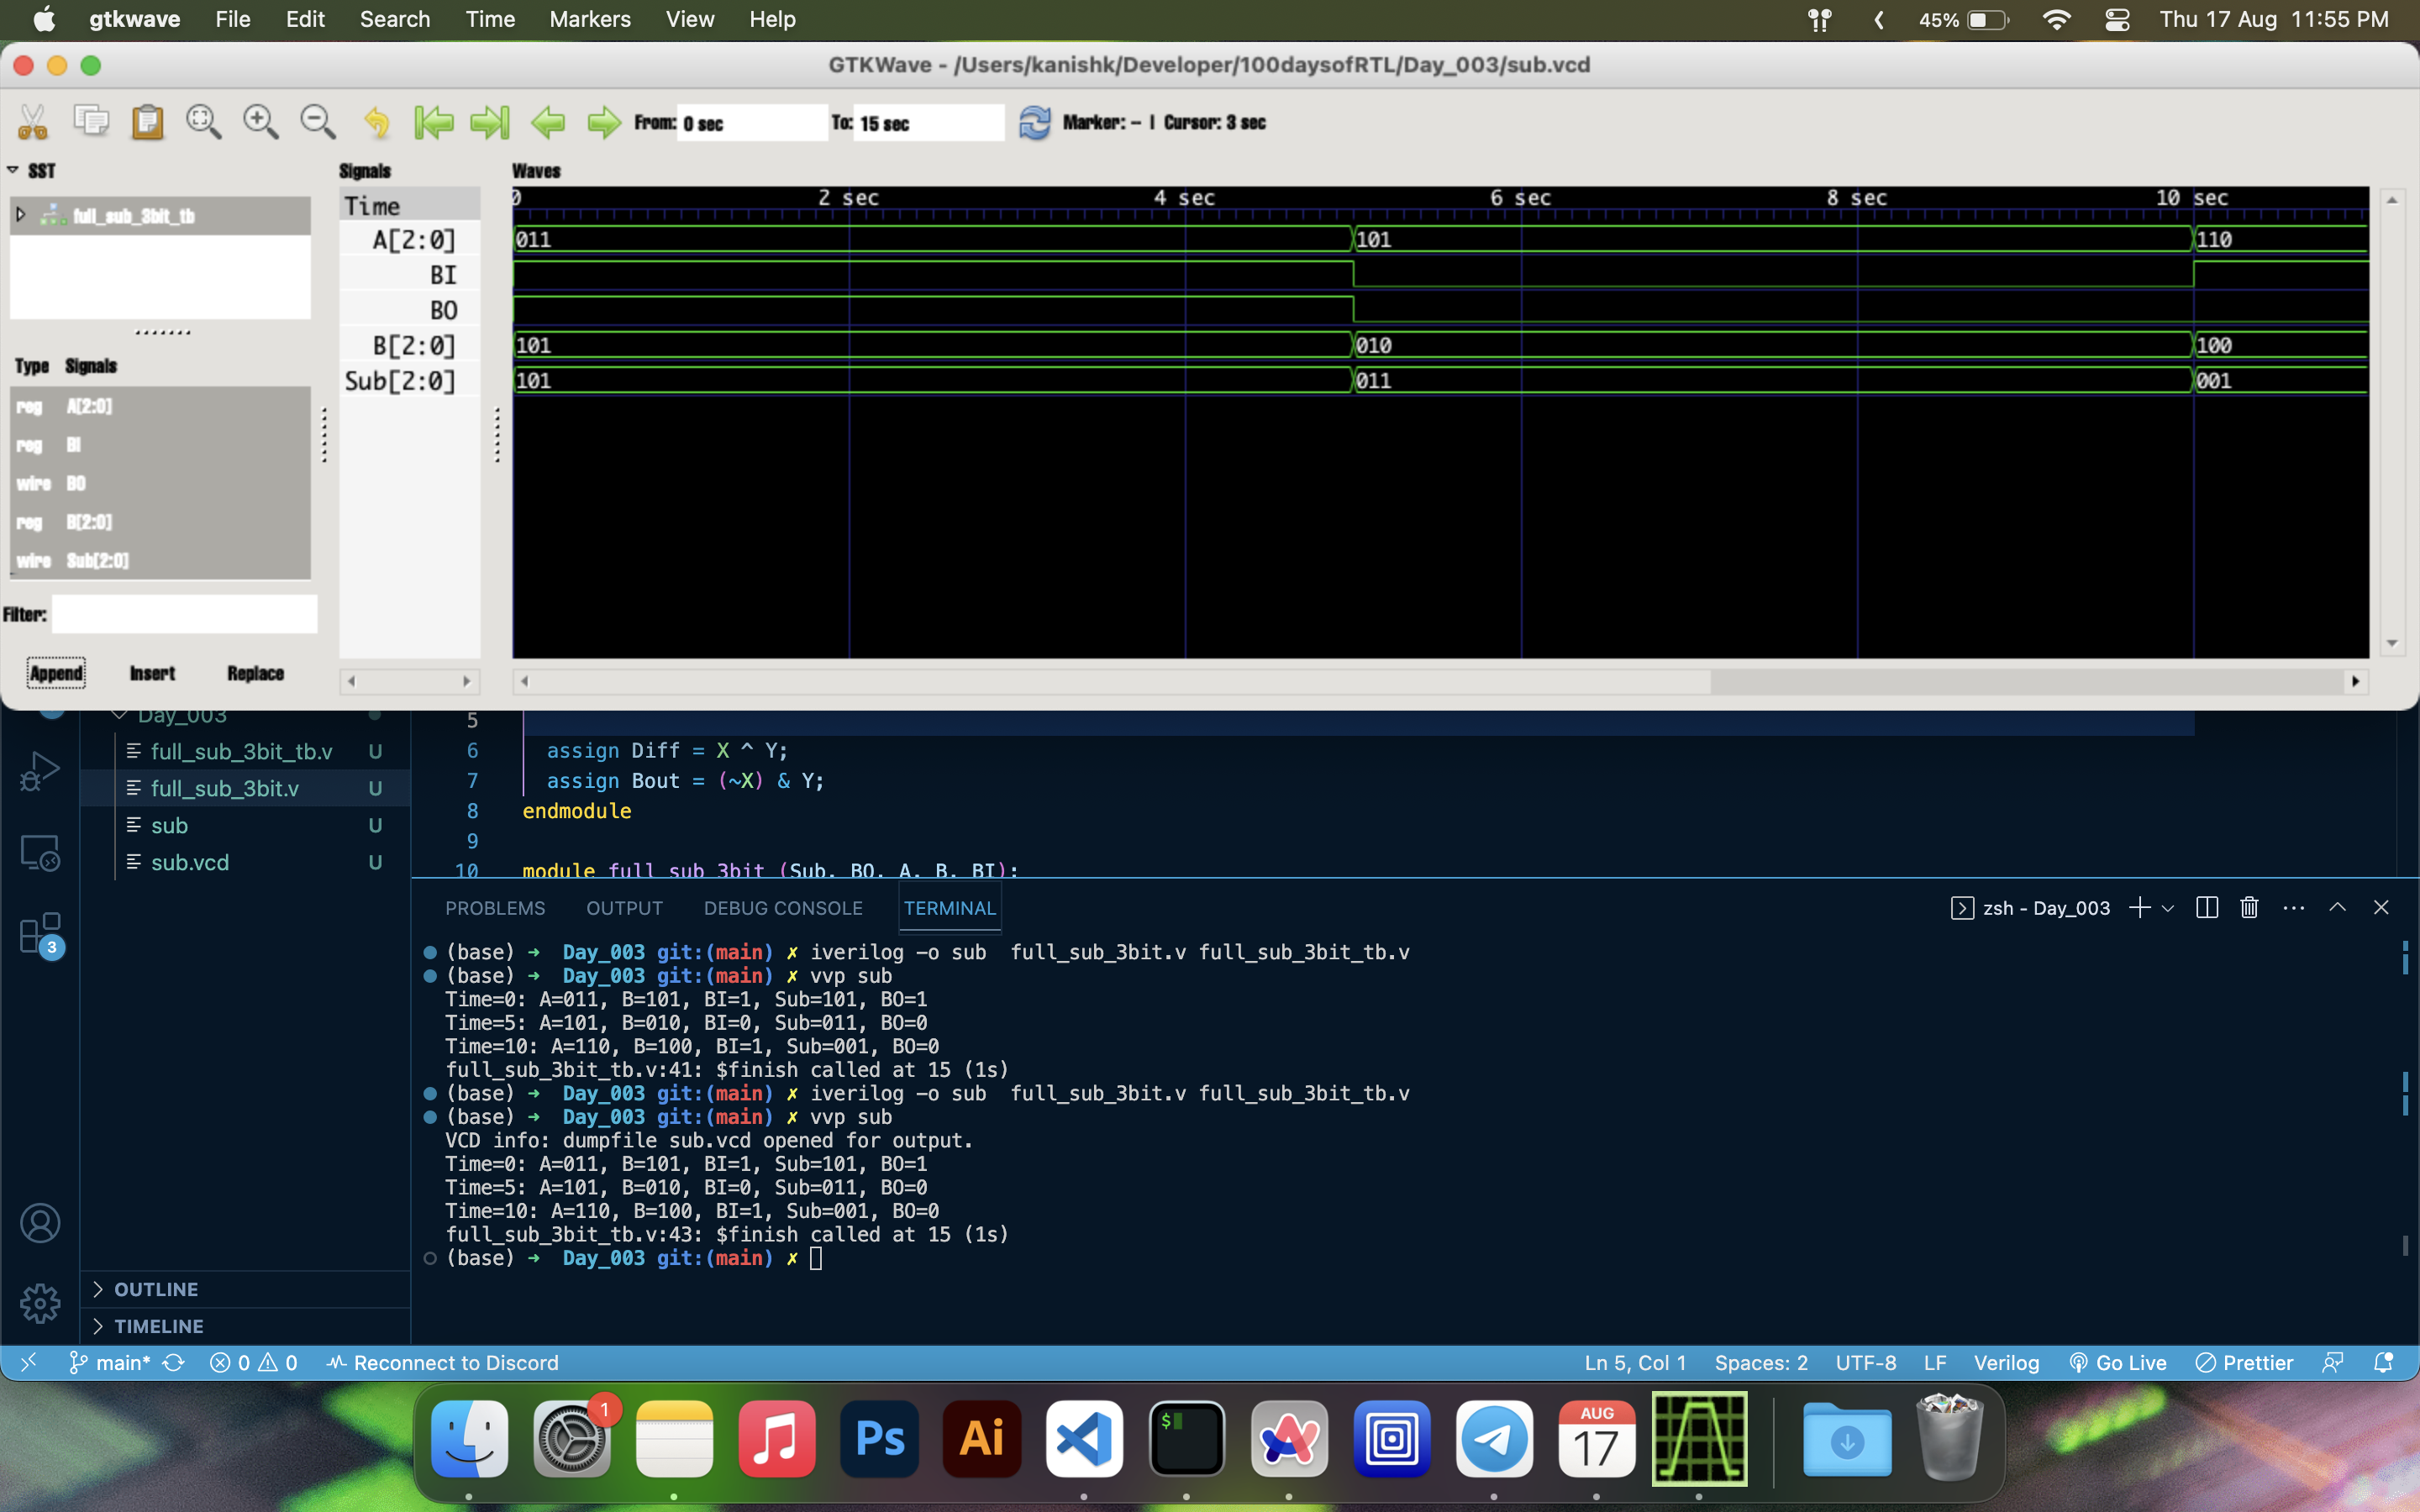 gtkwave File Edit Search Time Markers View Help 45% Thu 17 Aug 11:55 PM
GTKWave - /Users/kanishk/Developer/100daysofRTL/Day_003/sub.vcd
From: 0 sec To: 15 sec Marker: - | Cursor: 3 sec
SST
full_sub_3bit_tb
Type Signals
reg A[2:0]
reg BI
wire BO
reg B[2:0]
wire Sub[2:0]
Filter:
Append Insert Replace
Signals
Time
A[2:0]
BI
BO
B[2:0]
Sub[2:0]
Waves
0 2 sec 4 sec 6 sec 8 sec 10 sec
011 101 110
101 010 100
101 011 001
Day_003
full_sub_3bit_tb.v U
full_sub_3bit.v U
sub U
sub.vcd U
3
OUTLINE
TIMELINE
5
6 assign Diff = X ^ Y;
7 assign Bout = (~X) & Y;
8 endmodule
9
10 module full_sub_3bit (Sub, BO, A, B, BI);
PROBLEMS OUTPUT DEBUG CONSOLE TERMINAL zsh - Day_003
(base) ➜ Day_003 git:(main) ✗ iverilog -o sub  full_sub_3bit.v full_sub_3bit_tb.v
(base) ➜ Day_003 git:(main) ✗ vvp sub
Time=0: A=011, B=101, BI=1, Sub=101, BO=1
Time=5: A=101, B=010, BI=0, Sub=011, BO=0
Time=10: A=110, B=100, BI=1, Sub=001, BO=0
full_sub_3bit_tb.v:41: $finish called at 15 (1s)
(base) ➜ Day_003 git:(main) ✗ iverilog -o sub  full_sub_3bit.v full_sub_3bit_tb.v
(base) ➜ Day_003 git:(main) ✗ vvp sub
VCD info: dumpfile sub.vcd opened for output.
Time=0: A=011, B=101, BI=1, Sub=101, BO=1
Time=5: A=101, B=010, BI=0, Sub=011, BO=0
Time=10: A=110, B=100, BI=1, Sub=001, BO=0
full_sub_3bit_tb.v:43: $finish called at 15 (1s)
(base) ➜ Day_003 git:(main) ✗
main* 0 0 Reconnect to Discord Ln 5, Col 1 Spaces: 2 UTF-8 LF Verilog Go Live Prettier
1 Ps Ai $ AUG
17